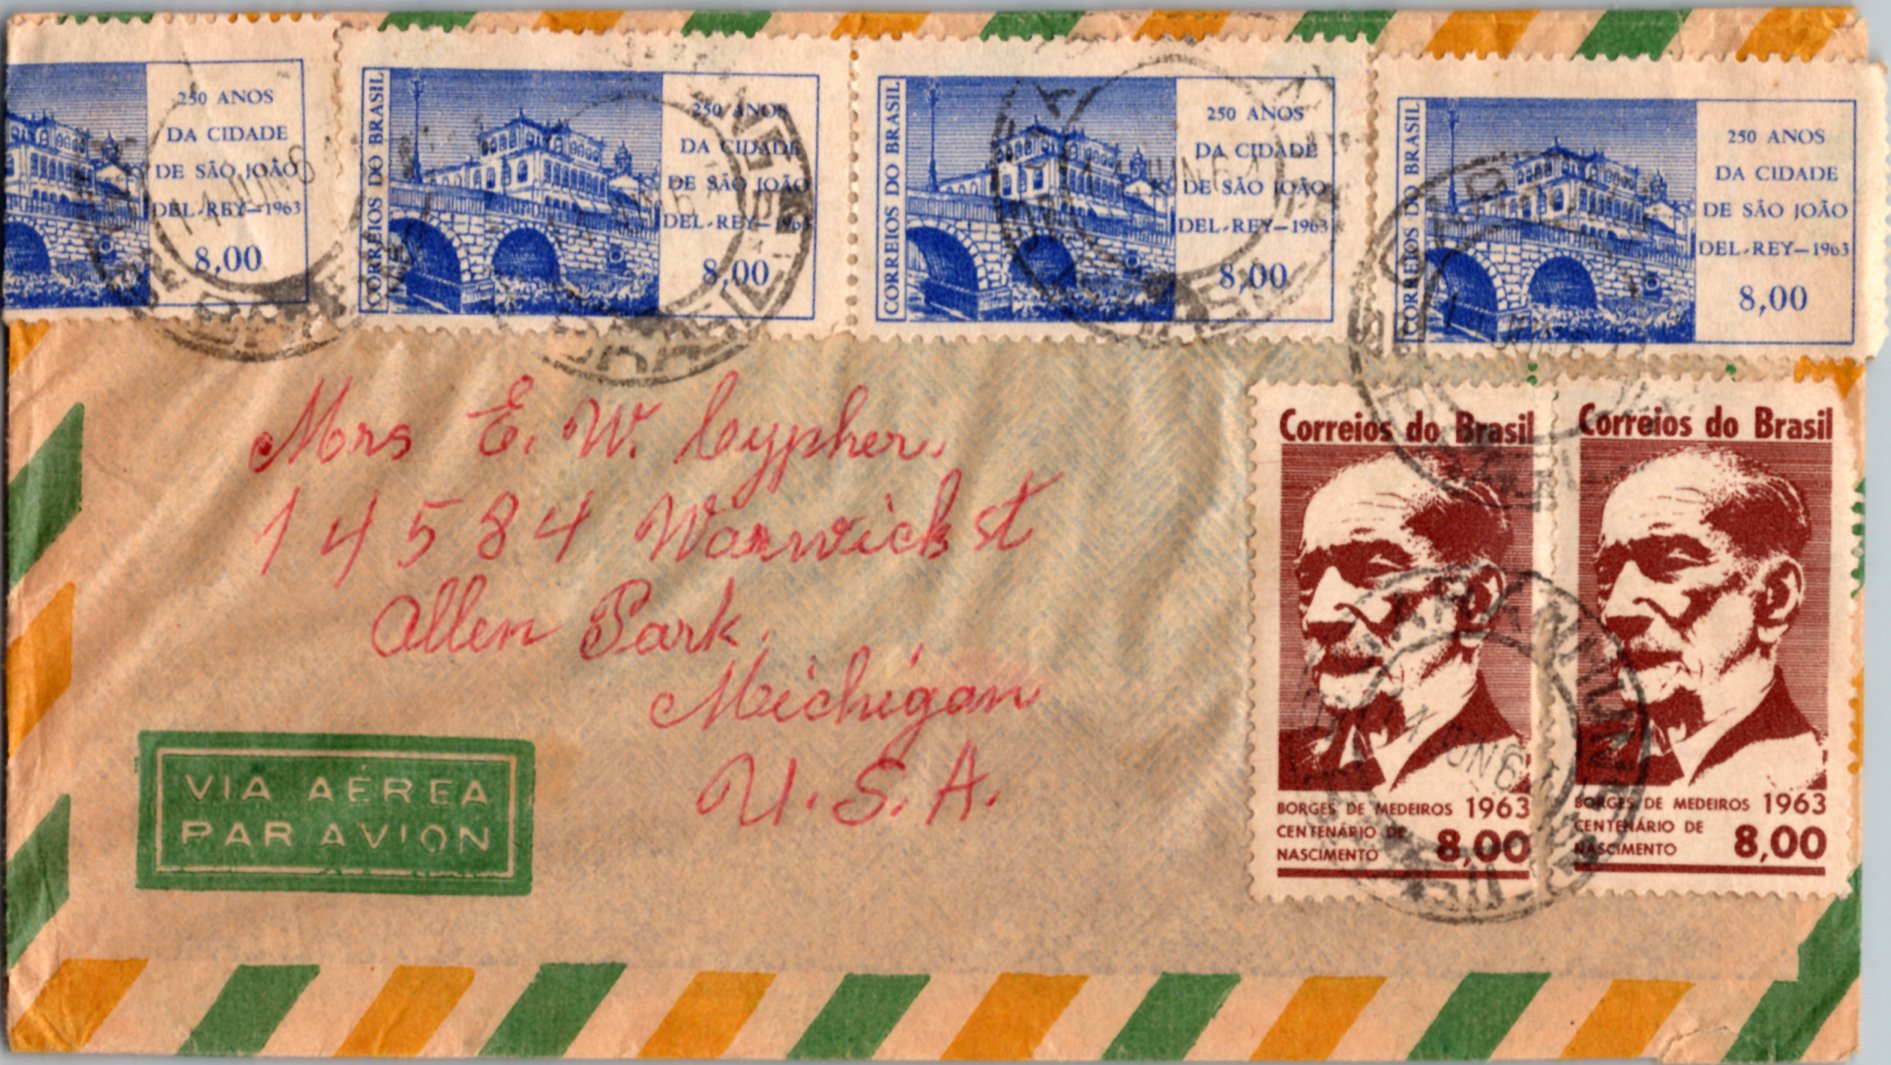 250 ANOS
DA CIDADE
DE SÃO JOÃO
DEL-REY—1963
8,00
CORREIOS DO BRASIL
250 ANOS
DA CIDADE
DE SÃO JOÃO
DEL-REY—1963
8,00
CORREIOS DO BRASIL
250 ANOS
DA CIDADE
DE SÃO JOÃO
DEL-REY—1963
8,00
CORREIOS DO BRASIL
250 ANOS
DA CIDADE
DE SÃO JOÃO
DEL-REY—1963
8,00
Mrs E. W. Cypher.
14584 Warwick st
Allen Park,
Michigan
U.S.A.
VIA AÉREA
PAR AVION
Correios do Brasil
BORGES DE MEDEIROS 1963
CENTENÁRIO DE
NASCIMENTO 8,00
Correios do Brasil
BORGES DE MEDEIROS 1963
CENTENÁRIO DE
NASCIMENTO 8,00